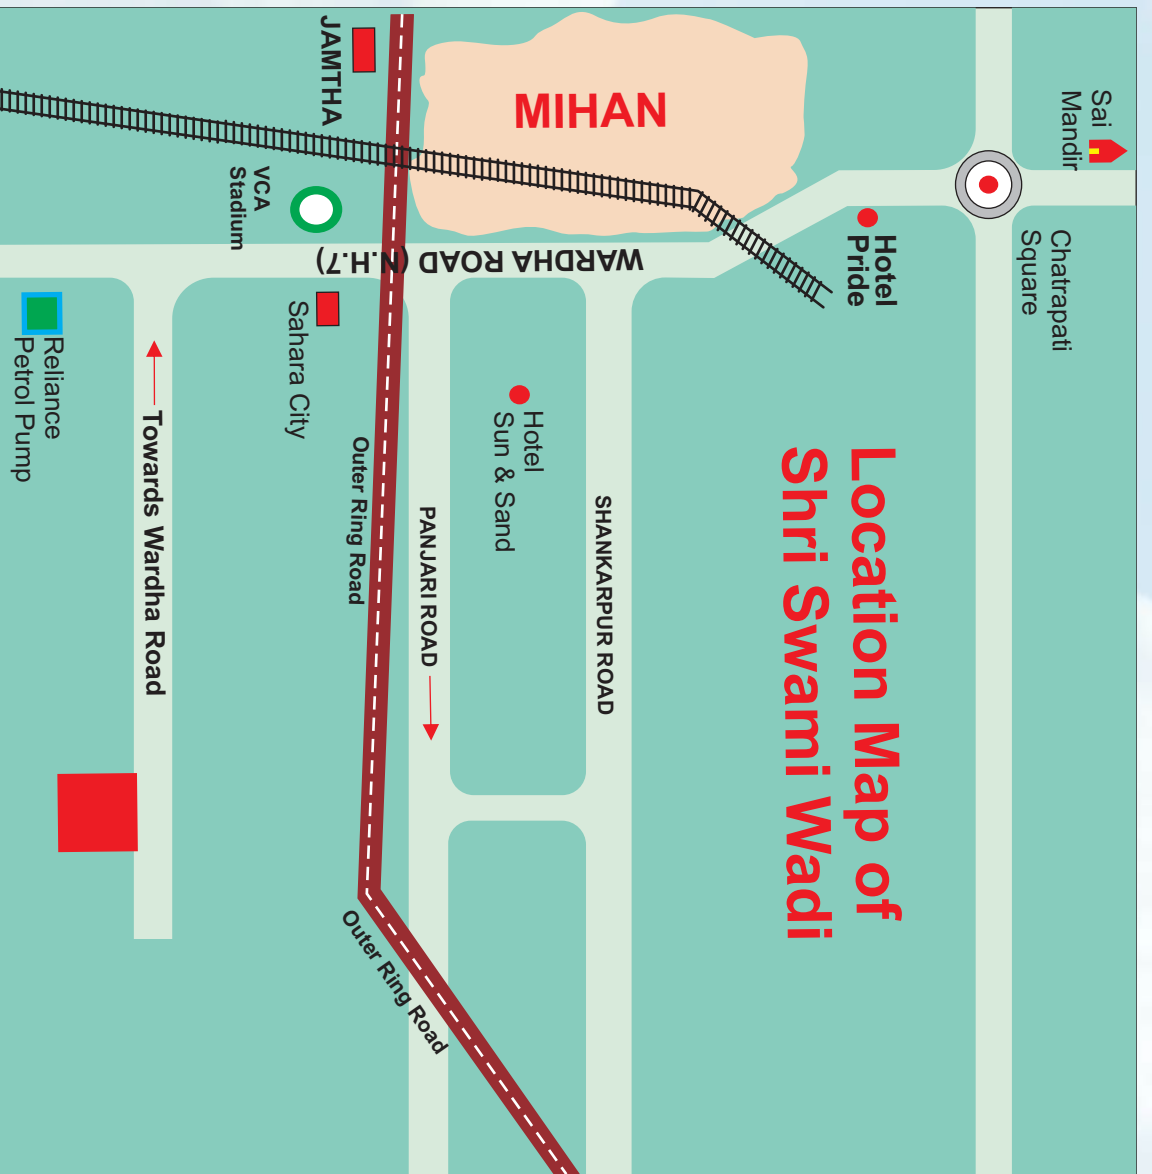 Location Map of
Shri Swami Wadi
Sai
Mandir
Chatrapati
Square
Hotel
Pride
MIHAN
WARDHA ROAD (N.H.7)
JAMTHA
VCA
Stadium
SHANKARPUR ROAD
Hotel
Sun & Sand
PANJARI ROAD
Outer Ring Road
Outer Ring Road
Sahara City
Towards Wardha Road
Reliance
Petrol Pump